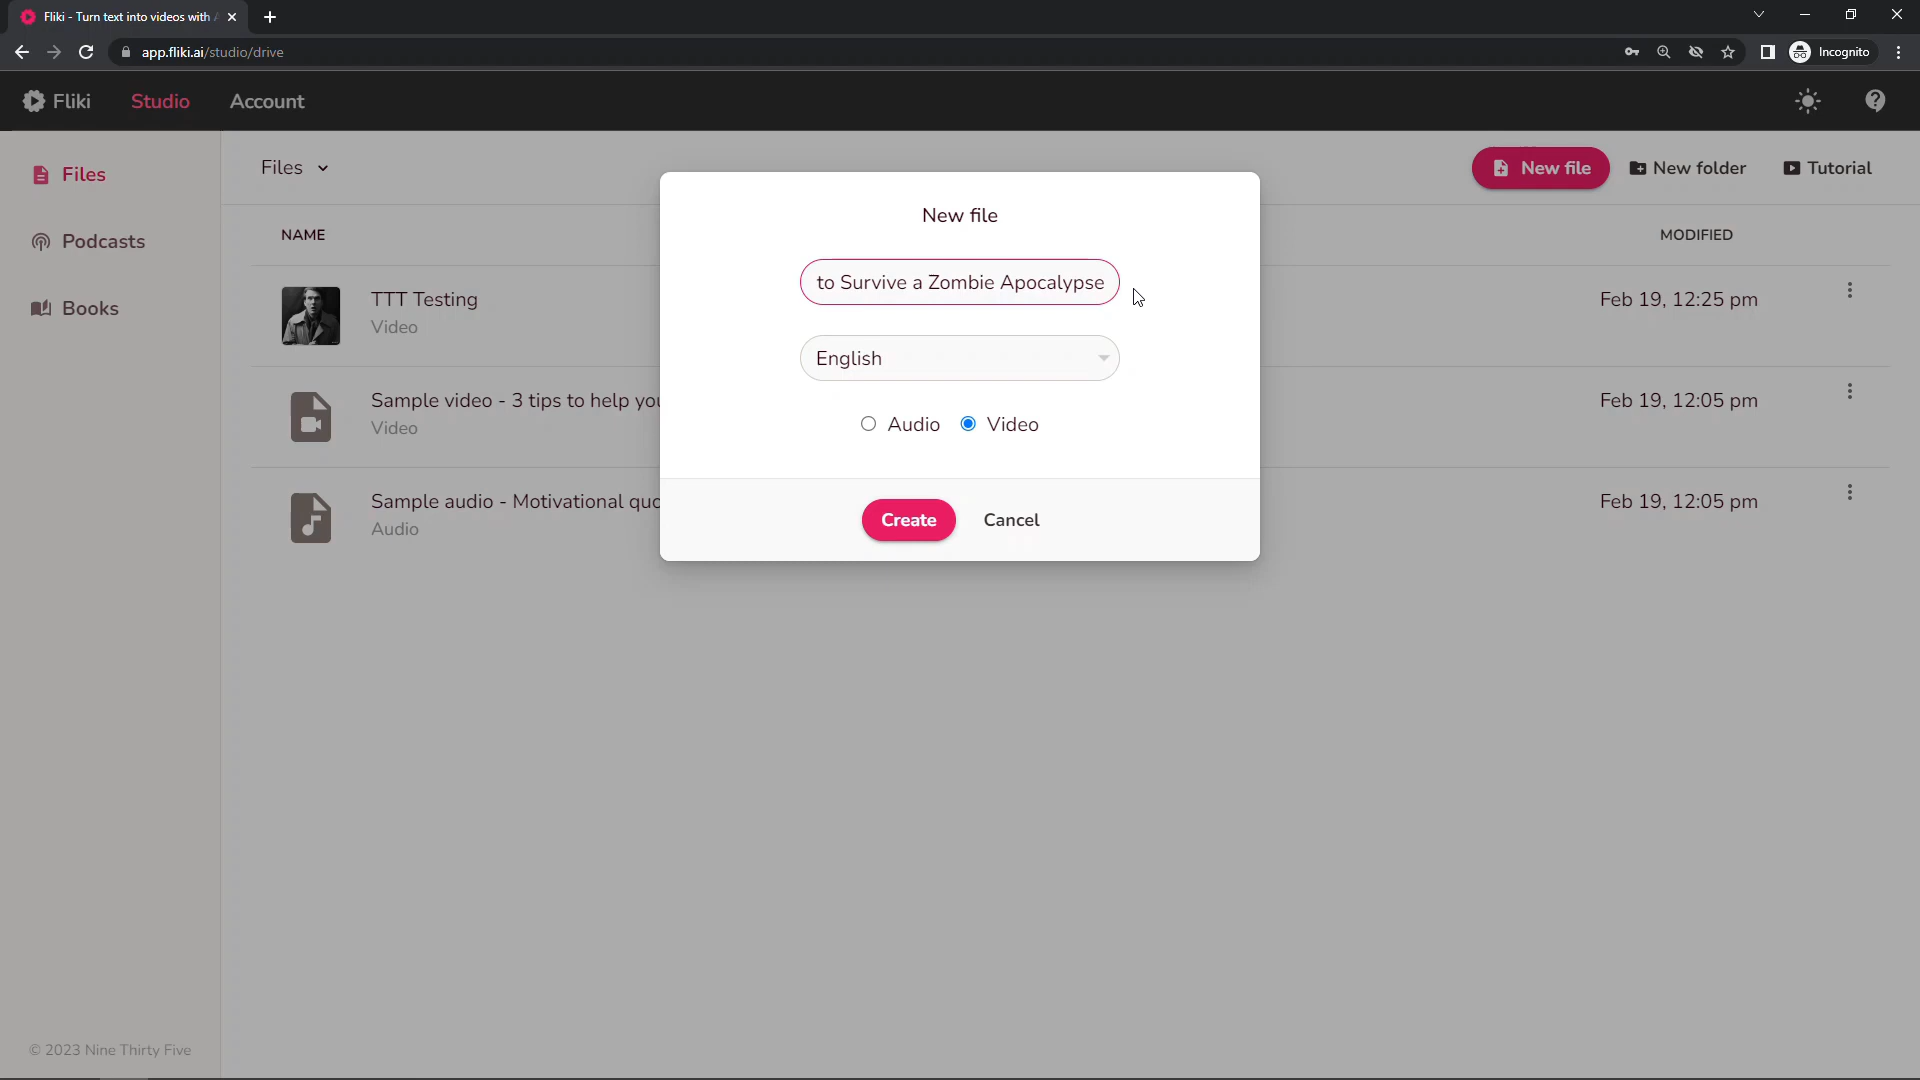 Fliki - Turn text into videos with
app.fliki.ai/studio/drive
Incognito
Fliki
Studio
Account
Files
Podcasts
Books
Files
New file
New folder
Tutorial
NAME
MODIFIED
TTT Testing
Video
Feb 19, 12:25 pm
Sample video - 3 tips to help you
Video
Feb 19, 12:05 pm
Sample audio - Motivational quo
Audio
Feb 19, 12:05 pm
New file
to Survive a Zombie Apocalypse
English
Audio
Video
Create
Cancel
© 2023 Nine Thirty Five